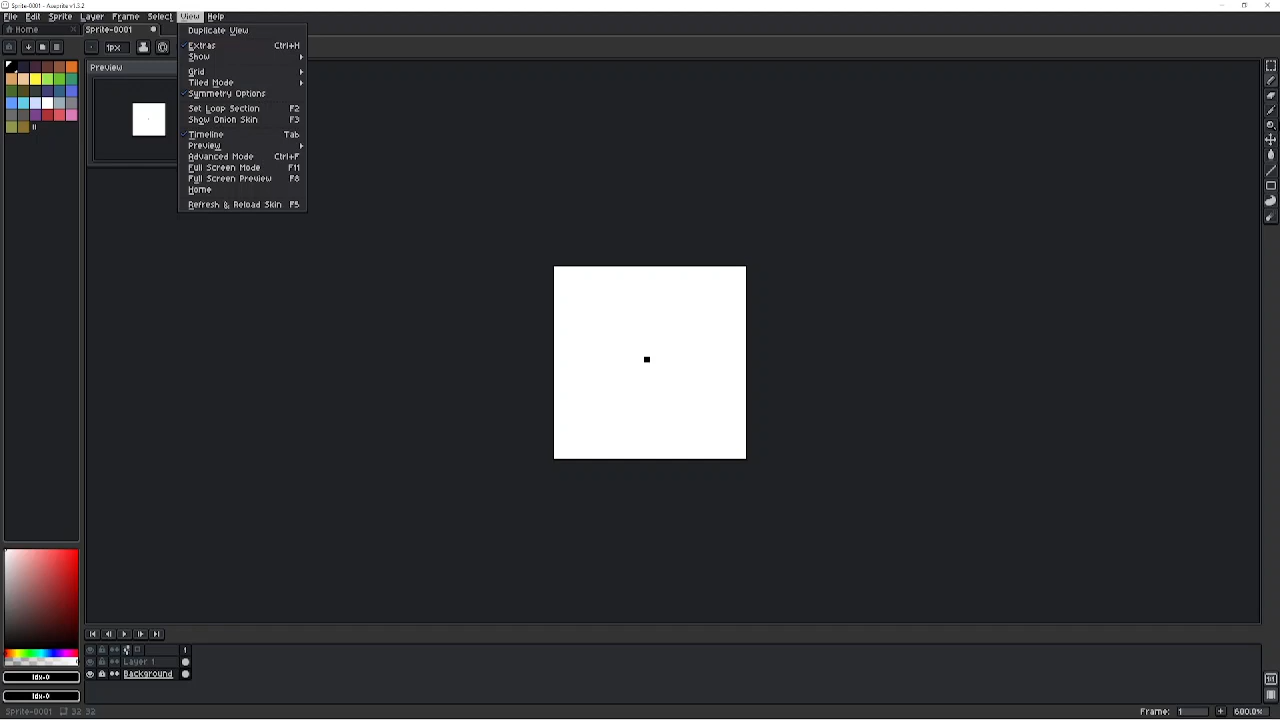 Sprite-0001 - Aseprite v1.3.2
File Edit Sprite Layer Frame Select View Help
Home
Sprite-0001
1px
Preview
Duplicate View
Extras Ctrl+H
Show
Grid
Tiled Mode
Symmetry Options
Set Loop Section F2
Show Onion Skin F3
Timeline Tab
Preview
Advanced Mode Ctrl+F
Full Screen Mode F11
Full Screen Preview F8
Home
Refresh & Reload Skin F5
1
Layer 1
Background
Idx-0
Idx-0
Sprite-0001 32 32
Frame: 1
600.0%